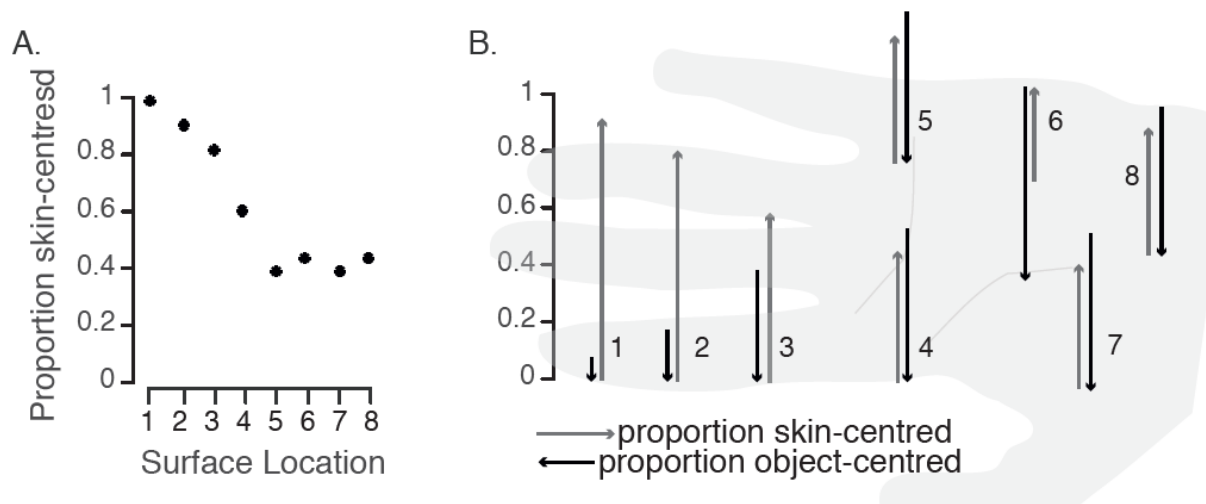 A.
Proportion skin-centresd
1
0.8
0.6
0.4
0.2
0
1 2 3 4 5 6 7 8
Surface Location
B.
1
0.8
0.6
0.4
0.2
0
5
6
8
1
2
3
4
7
proportion skin-centred
proportion object-centred